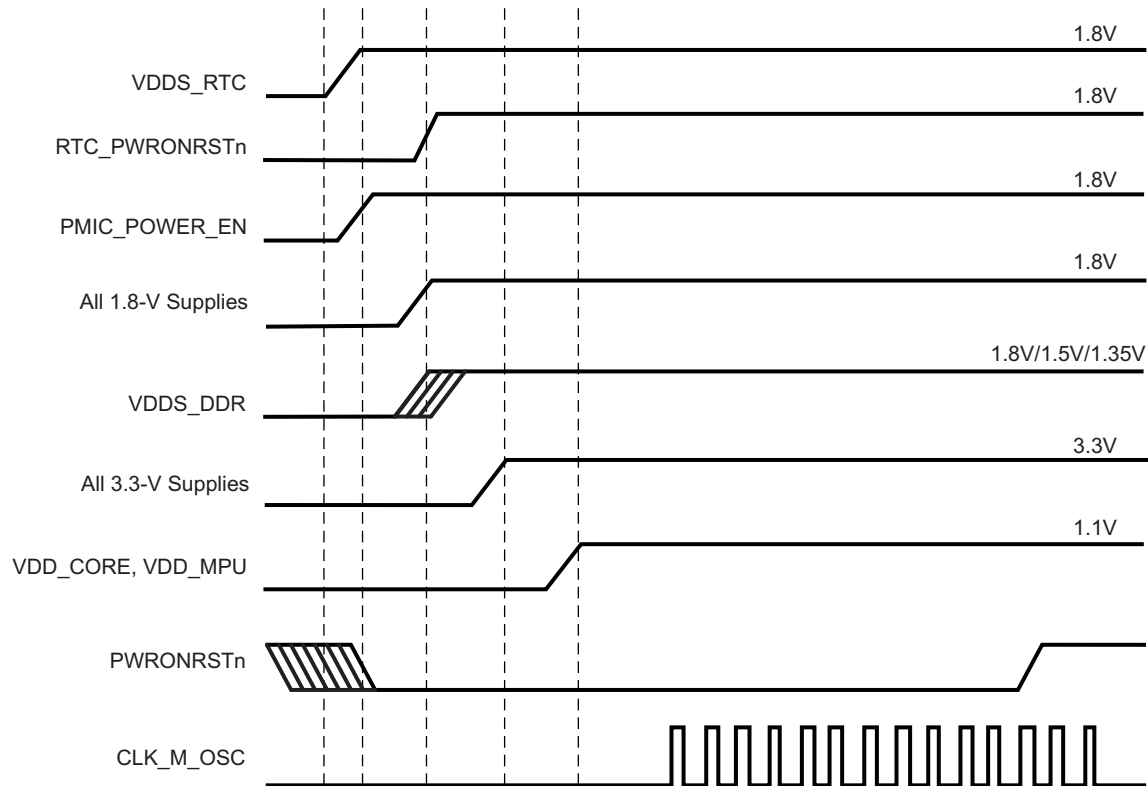 1.8V
VDDS_RTC
1.8V
RTC_PWRONRSTn
1.8V
PMIC_POWER_EN
1.8V
All 1.8-V Supplies
1.8V/1.5V/1.35V
VDDS_DDR
3.3V
All 3.3-V Supplies
1.1V
VDD_CORE, VDD_MPU
PWRONRSTn
CLK_M_OSC